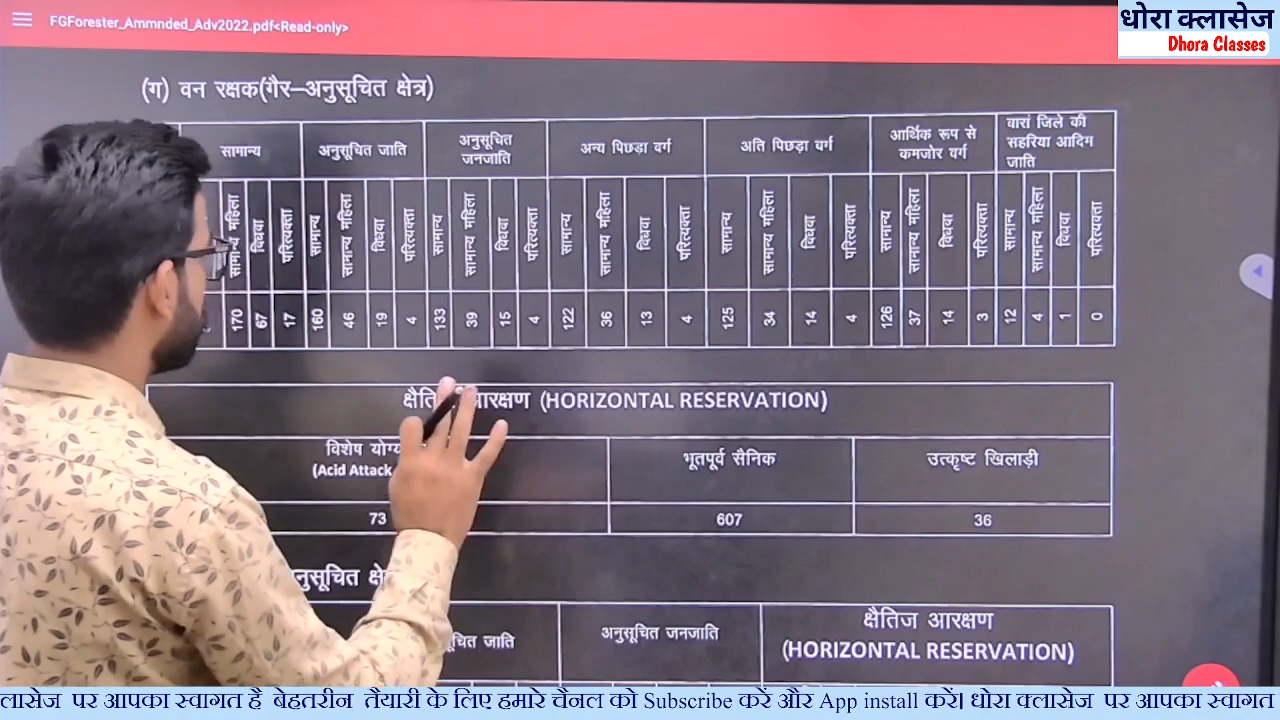 FGForester_Ammnded_Adv2022.pdf<Read-only>
धोरा क्लासेज
Dhora Classes
(ग) वन रक्षक(गैर–अनुसूचित क्षेत्र)
सामान्य अनुसूचित जाति अनुसूचित जनजाति अन्य पिछड़ा वर्ग अति पिछड़ा वर्ग आर्थिक रूप से कमजोर वर्ग वारां जिले की सहरिया आदिम जाति
सामान्य महिला विधवा परित्यक्ता सामान्य सामान्य महिला विधवा परित्यक्ता सामान्य सामान्य महिला विधवा परित्यक्ता सामान्य सामान्य महिला विधवा परित्यक्ता सामान्य सामान्य महिला विधवा परित्यक्ता सामान्य सामान्य महिला विधवा परित्यक्ता सामान्य सामान्य महिला विधवा परित्यक्ता
170 67 17 160 46 19 4 133 39 15 4 122 36 13 4 125 34 14 4 126 37 14 3 12 4 1 0
आरक्षण (HORIZONTAL RESERVATION)
विशेष भूतपूर्व सैनिक उत्कृष्ट खिलाड़ी
(Acid Attack
73 607 36
अनुसूचित जनजाति क्षैतिज आरक्षण
जाति (HORIZONTAL RESERVATION)
पर आपका स्वागत है बेहतरीन तैयारी के लिए हमारे चैनल को Subscribe करें और App install करें। धोरा क्लासेज पर आपका स्वागत